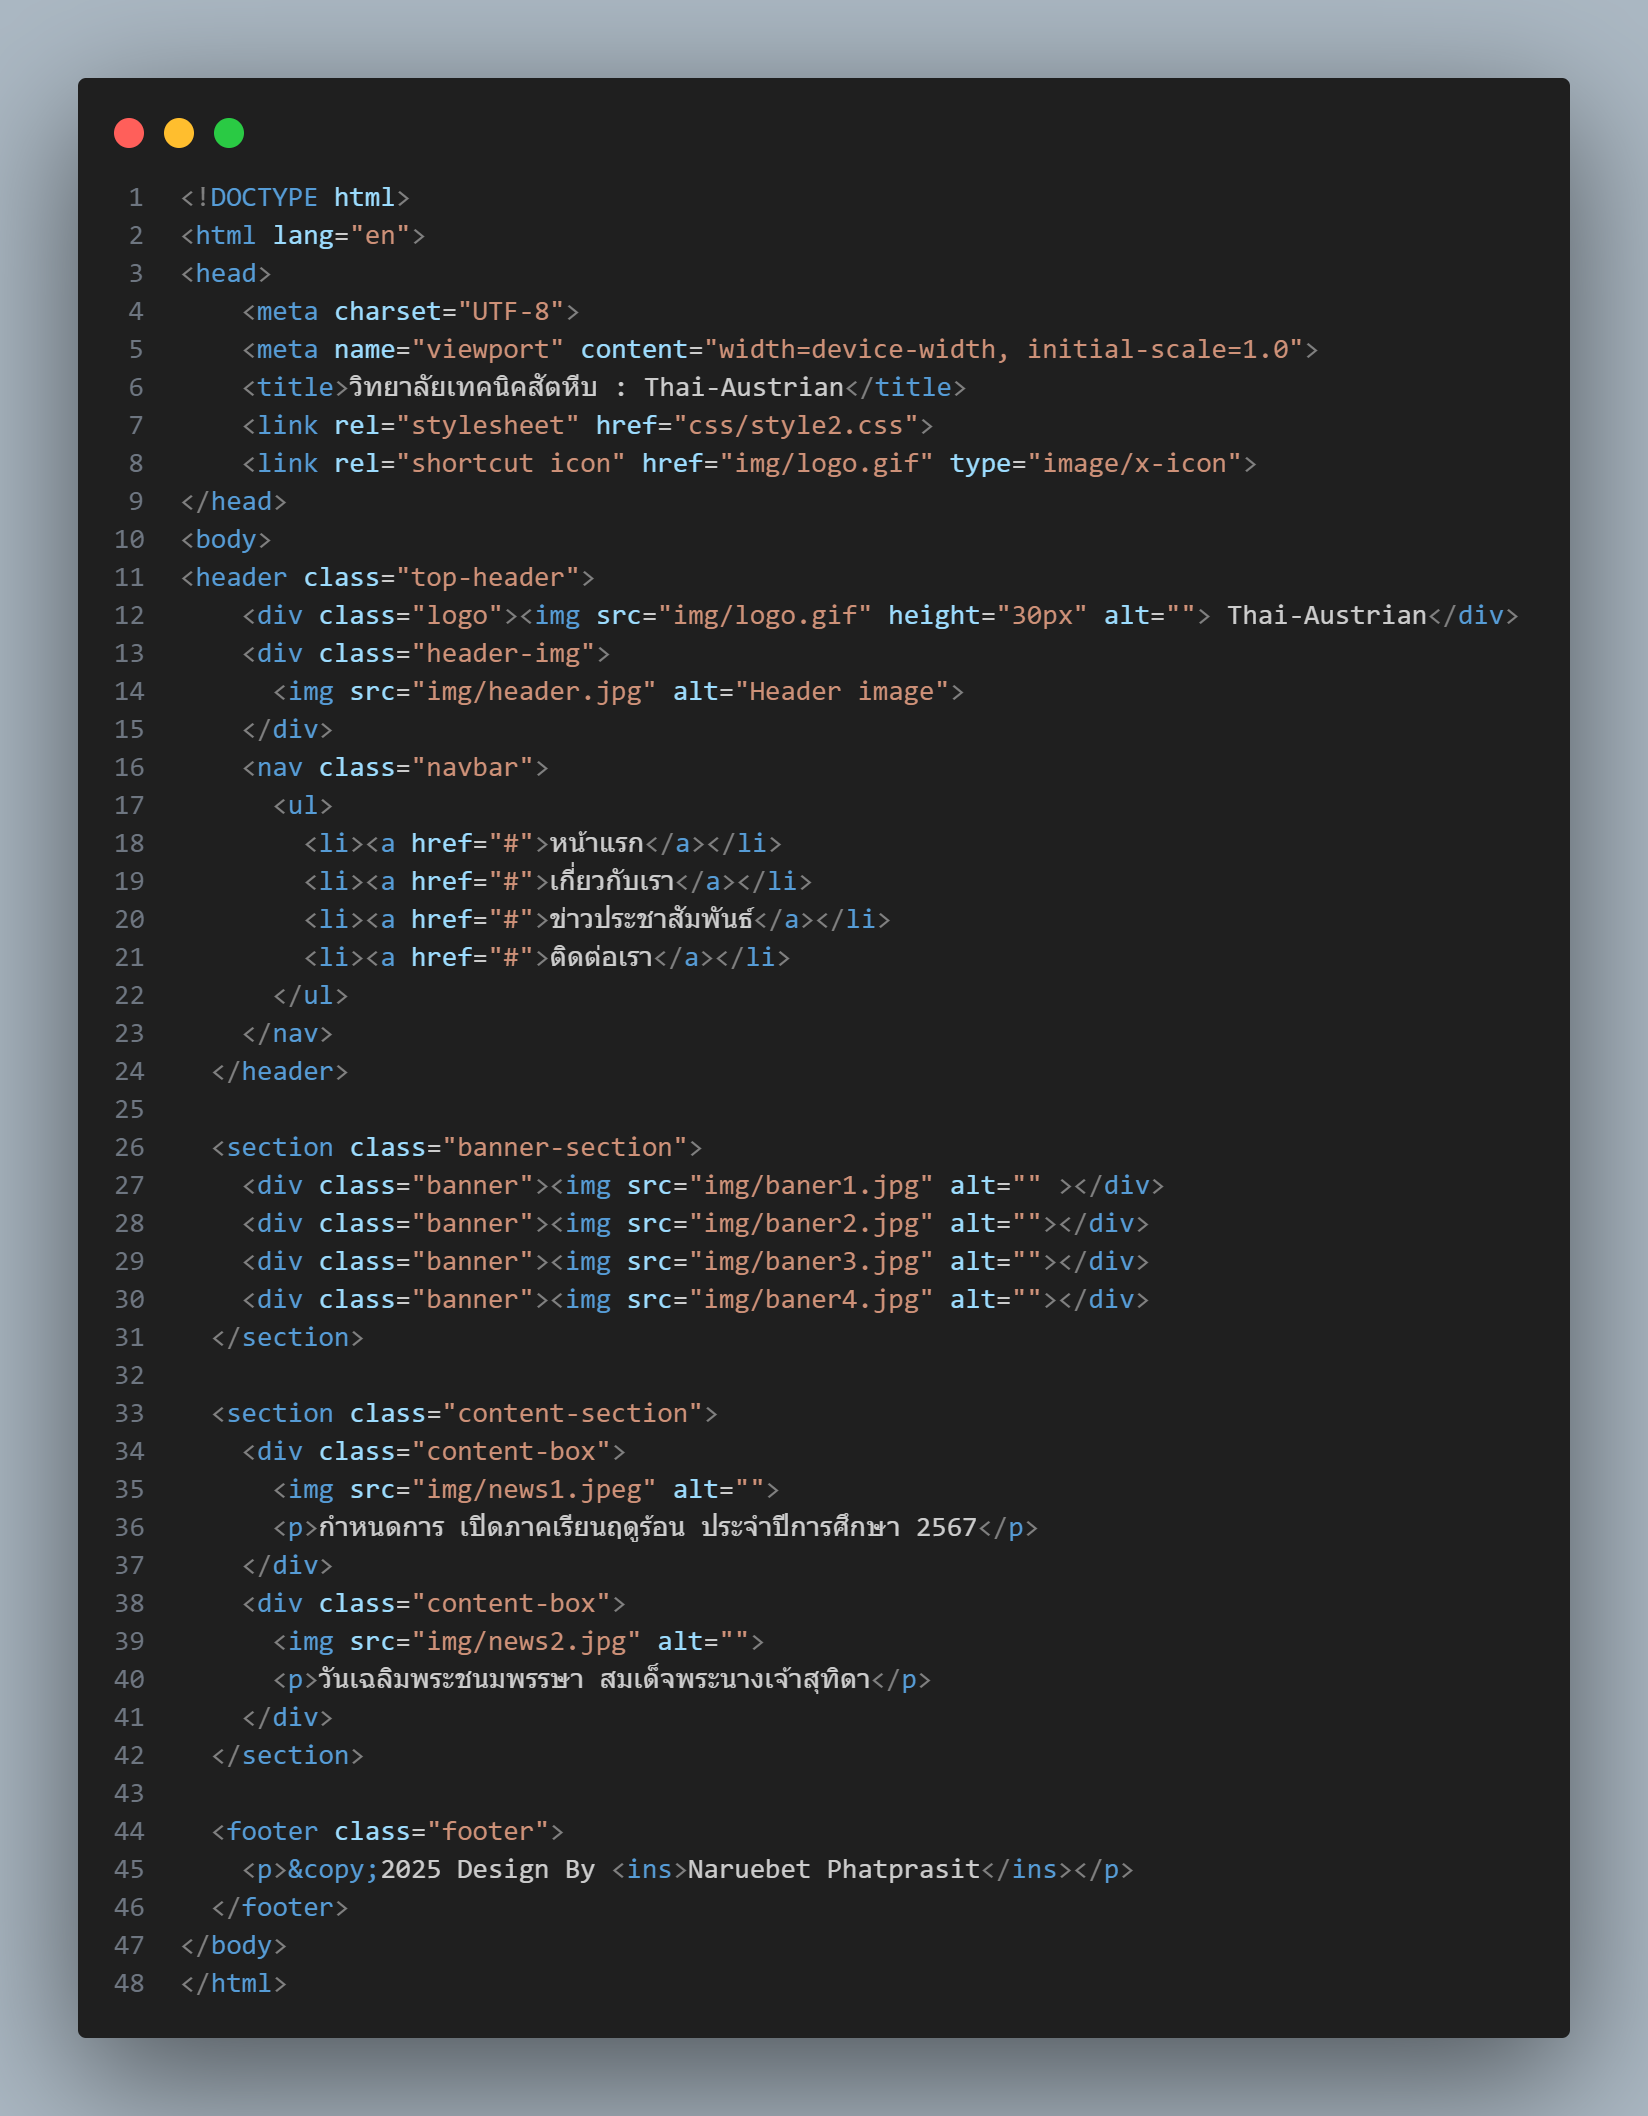 1 <!DOCTYPE html>
2 <html lang="en">
3 <head>
4     <meta charset="UTF-8">
5     <meta name="viewport" content="width=device-width, initial-scale=1.0">
6     <title>วิทยาลัยเทคนิคสัตหีบ : Thai-Austrian</title>
7     <link rel="stylesheet" href="css/style2.css">
8     <link rel="shortcut icon" href="img/logo.gif" type="image/x-icon">
9 </head>
10 <body>
11 <header class="top-header">
12     <div class="logo"><img src="img/logo.gif" height="30px" alt=""> Thai-Austrian</div>
13     <div class="header-img">
14       <img src="img/header.jpg" alt="Header image">
15     </div>
16     <nav class="navbar">
17       <ul>
18         <li><a href="#">หน้าแรก</a></li>
19         <li><a href="#">เกี่ยวกับเรา</a></li>
20         <li><a href="#">ข่าวประชาสัมพันธ์</a></li>
21         <li><a href="#">ติดต่อเรา</a></li>
22       </ul>
23     </nav>
24   </header>
25
26   <section class="banner-section">
27     <div class="banner"><img src="img/baner1.jpg" alt="" ></div>
28     <div class="banner"><img src="img/baner2.jpg" alt=""></div>
29     <div class="banner"><img src="img/baner3.jpg" alt=""></div>
30     <div class="banner"><img src="img/baner4.jpg" alt=""></div>
31   </section>
32
33   <section class="content-section">
34     <div class="content-box">
35       <img src="img/news1.jpeg" alt="">
36       <p>กำหนดการ เปิดภาคเรียนฤดูร้อน ประจำปีการศึกษา 2567</p>
37     </div>
38     <div class="content-box">
39       <img src="img/news2.jpg" alt="">
40       <p>วันเฉลิมพระชนมพรรษา สมเด็จพระนางเจ้าสุทิดา</p>
41     </div>
42   </section>
43
44   <footer class="footer">
45     <p>&copy;2025 Design By <ins>Naruebet Phatprasit</ins></p>
46   </footer>
47 </body>
48 </html>